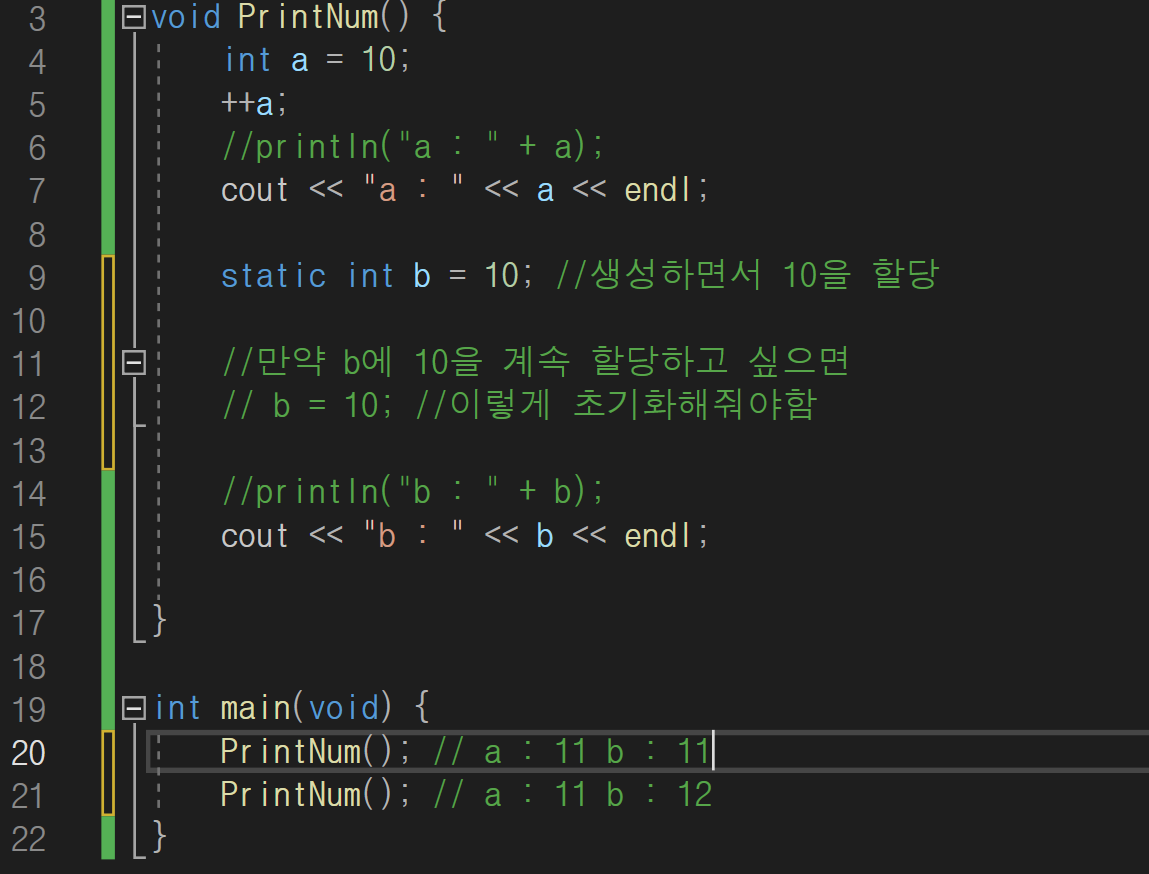 3 void PrintNum() {
4 int a = 10;
5 ++a;
6 //println("a : " + a);
7 cout << "a : " << a << endl;
8
9 static int b = 10; //생성하면서 10을 할당
10
11 //만약 b에 10을 계속 할당하고 싶으면
12 // b = 10; //이렇게 초기화해줘야함
13
14 //println("b : " + b);
15 cout << "b : " << b << endl;
16
17 }
18
19 int main(void) {
20 PrintNum(); // a : 11 b : 11
21 PrintNum(); // a : 11 b : 12
22 }